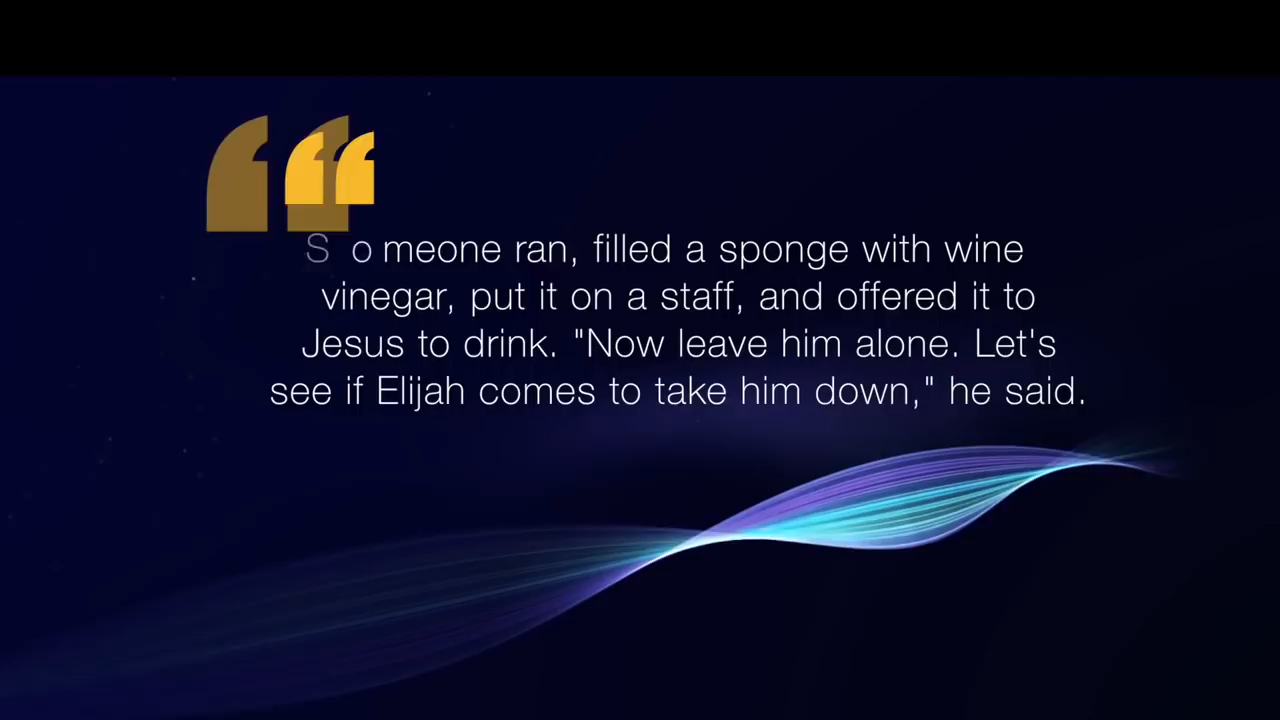 Someone ran, filled a sponge with wine
vinegar, put it on a staff, and offered it to
Jesus to drink. "Now leave him alone. Let's
see if Elijah comes to take him down," he said.